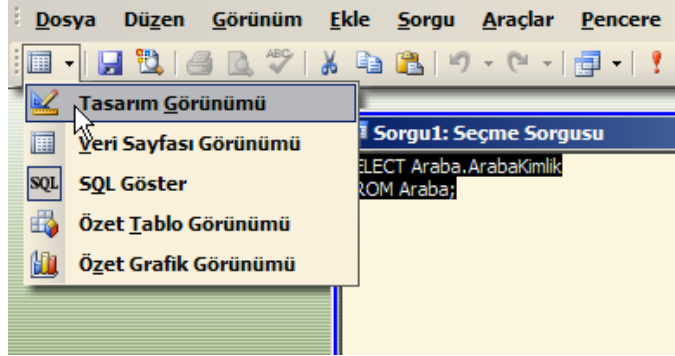 Dosya Düzen Görünüm Ekle Sorgu Araçlar Pencere
ABC
Tasarım Görünümü
Veri Sayfası Görünümü
SQL SQL Göster
Özet Tablo Görünümü
Özet Grafik Görünümü
Sorgu1: Seçme Sorgusu
ELECT Araba.ArabaKimlik
ROM Araba;